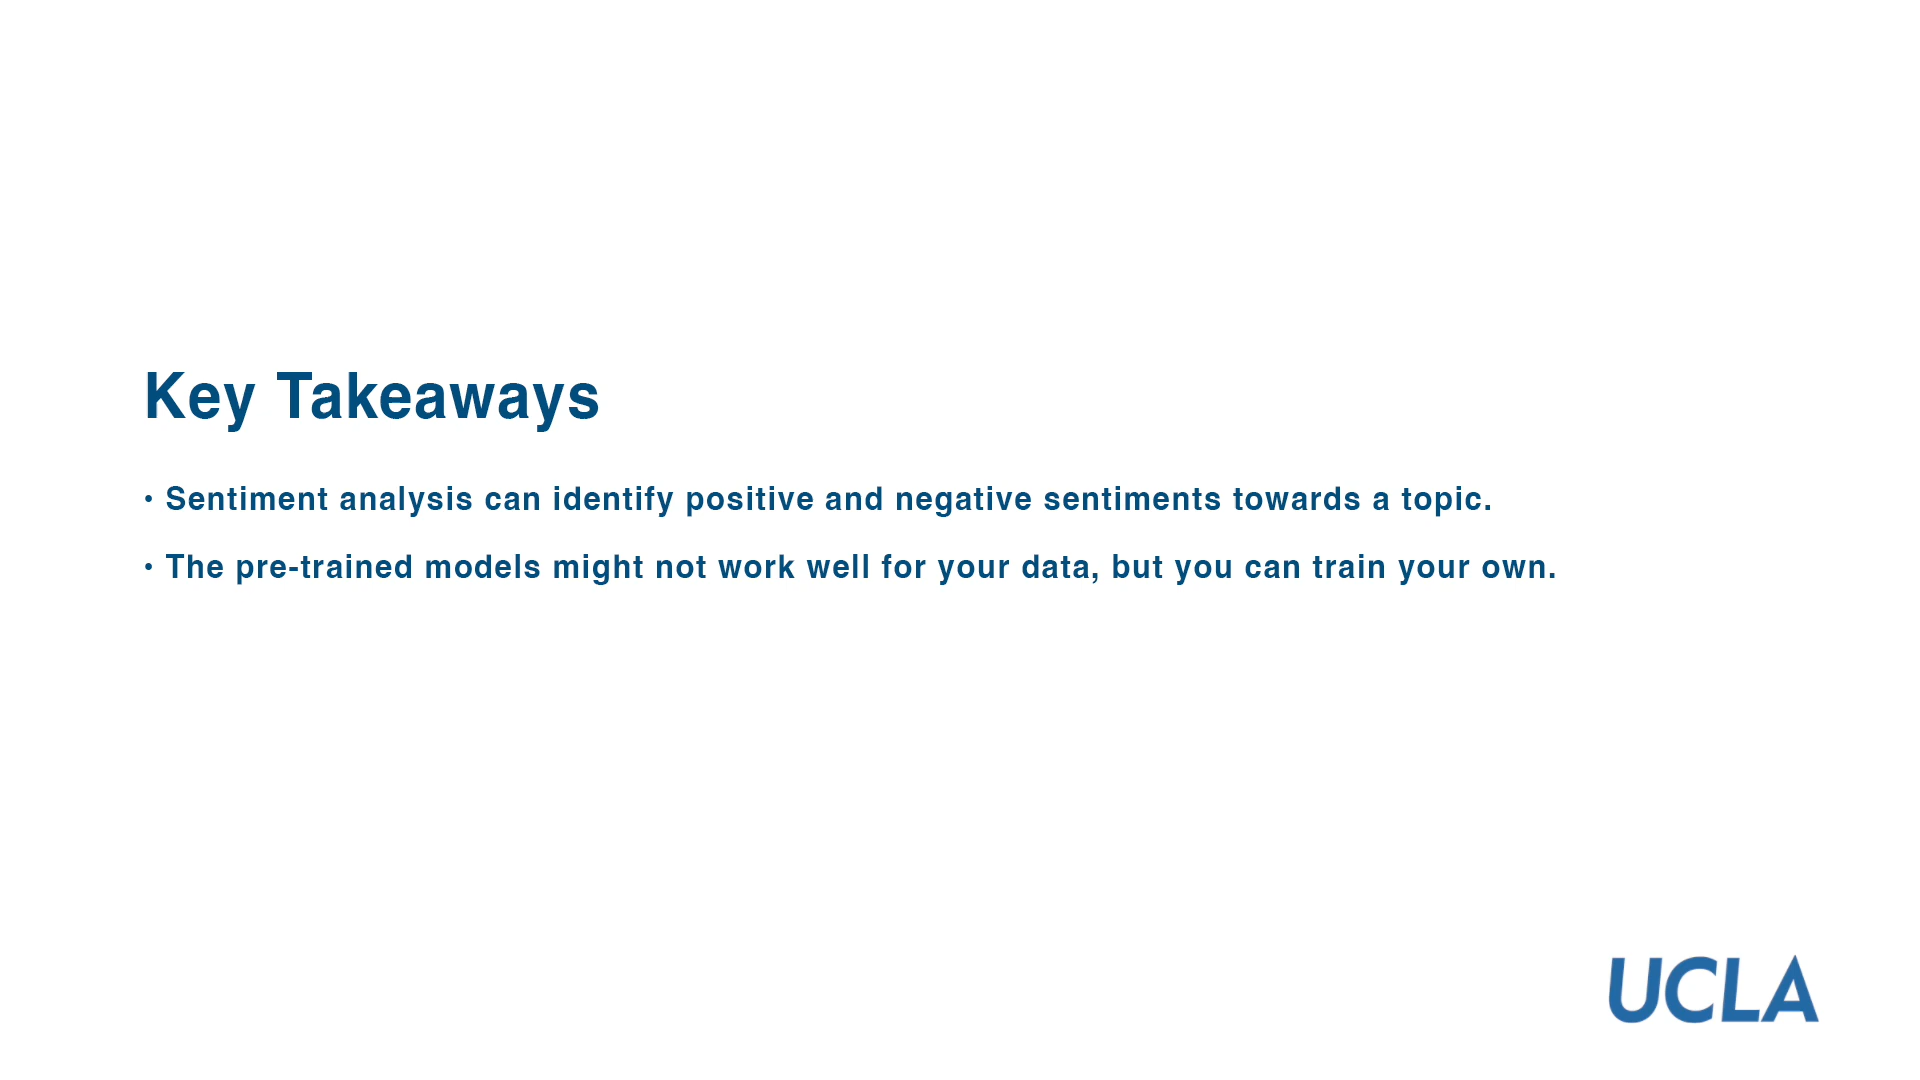 Key Takeaways
• Sentiment analysis can identify positive and negative sentiments towards a topic.
• The pre-trained models might not work well for your data, but you can train your own.
UCLA